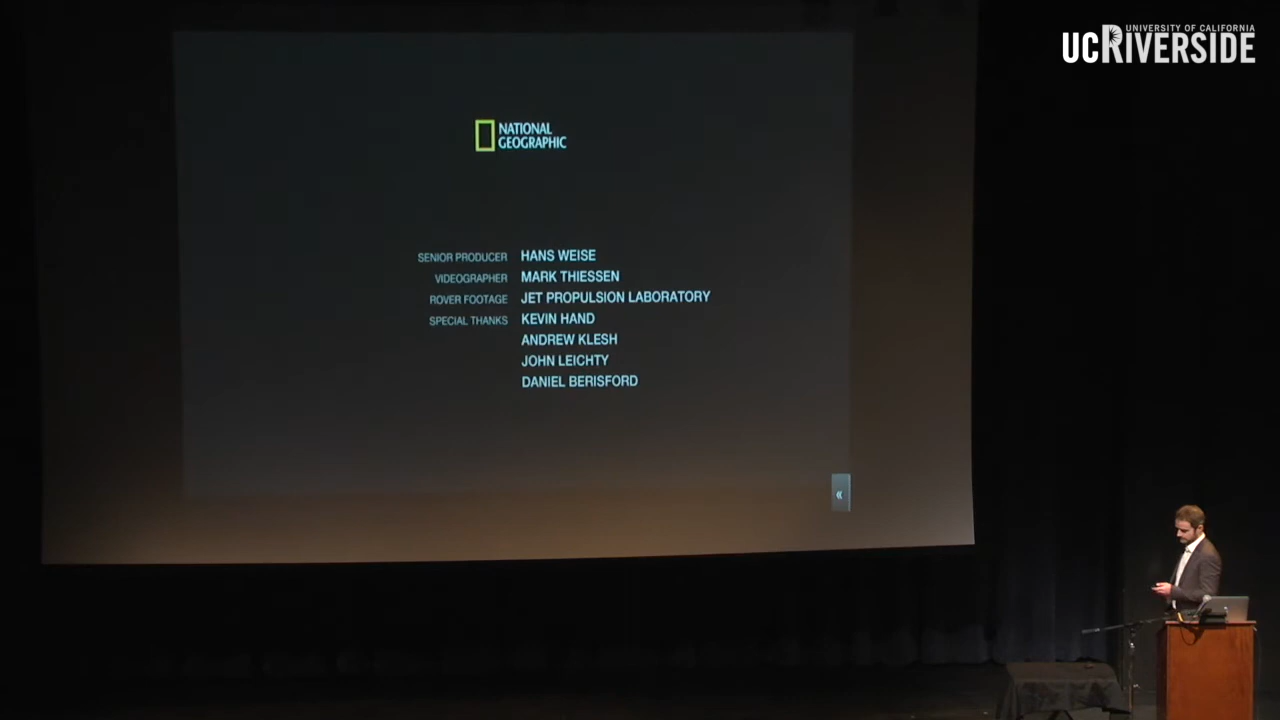 UNIVERSITY OF CALIFORNIA
UCRIVERSIDE
NATIONAL
GEOGRAPHIC
SENIOR PRODUCER HANS WEISE
VIDEOGRAPHER MARK THIESSEN
ROVER FOOTAGE JET PROPULSION LABORATORY
SPECIAL THANKS KEVIN HAND
ANDREW KLESH
JOHN LEICHTY
DANIEL BERISFORD
«